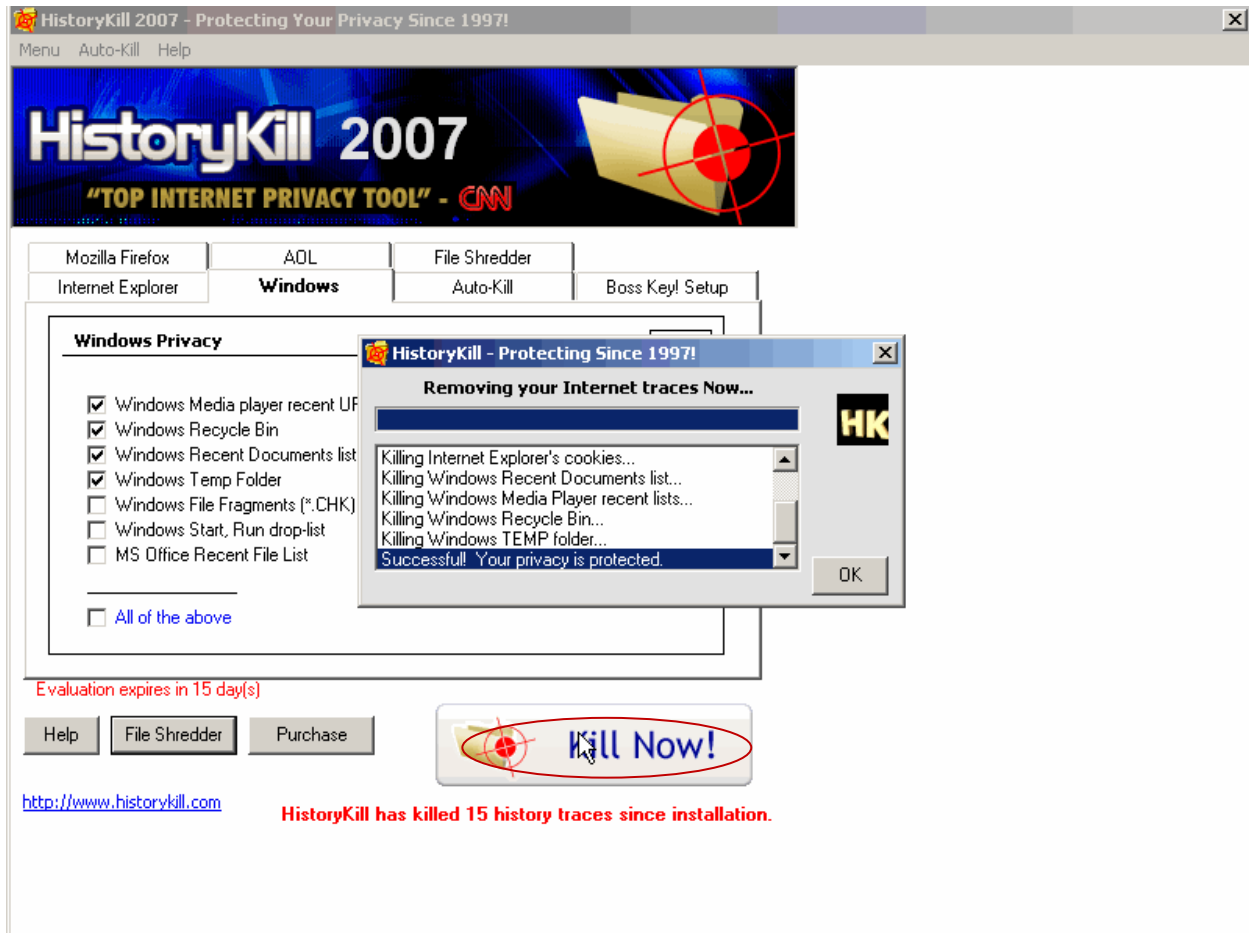 HistoryKill 2007 - Protecting Your Privacy Since 1997!
Menu Auto-Kill Help
HistoryKill 2007
"TOP INTERNET PRIVACY TOOL" - CNN
Mozilla Firefox AOL File Shredder
Internet Explorer Windows Auto-Kill Boss Key! Setup
Windows Privacy
Windows Media player recent
Windows Recycle Bin
Windows Recent Documents list
Windows Temp Folder
Windows File Fragments (*.CHK)
Windows Start, Run drop-list
MS Office Recent File List
All of the above
HistoryKill - Protecting Since 1997!
Removing your Internet traces Now...
HK
Killing Internet Explorer's cookies...
Killing Windows Recent Documents list...
Killing Windows Media Player recent lists...
Killing Windows Recycle Bin...
Killing Windows TEMP folder...
Successful! Your privacy is protected.
OK
Evaluation expires in 15 day(s)
Help File Shredder Purchase
Kill Now!
http://www.historykill.com
HistoryKill has killed 15 history traces since installation.